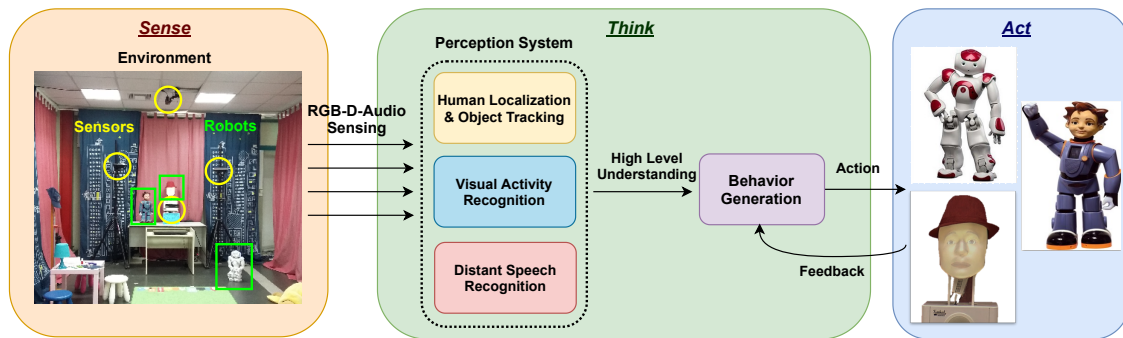 Sense
Environment
Sensors
Robots
RGB-D-Audio
Sensing
Think
Perception System
Human Localization
& Object Tracking
Visual Activity
Recognition
Distant Speech
Recognition
High Level
Understanding
Behavior
Generation
Action
Feedback
Act